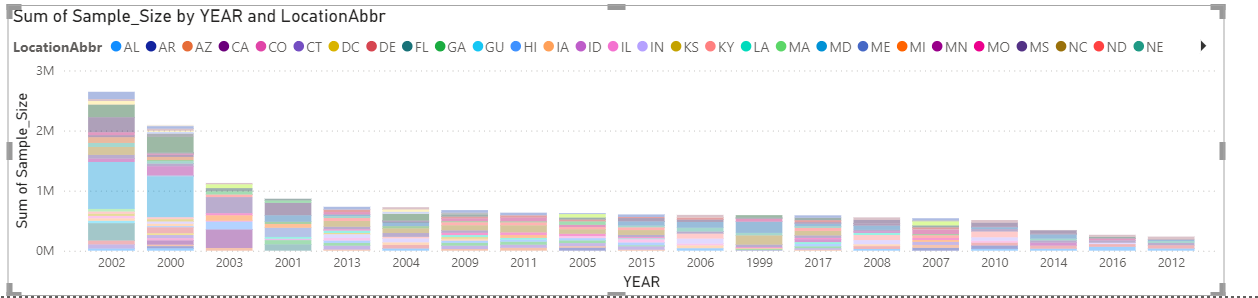 Sum of Sample_Size by YEAR and LocationAbbr
LocationAbbr AL AR AZ CA CO CT DC DE FL GA GU HI IA ID IL IN KS KY LA MA MD ME MI MN MO MS NC ND NE
3M
2M
1M
0M
Sum of Sample_Size
2002 2000 2003 2001 2013 2004 2009 2011 2005 2015 2006 1999 2017 2008 2007 2010 2014 2016 2012
YEAR